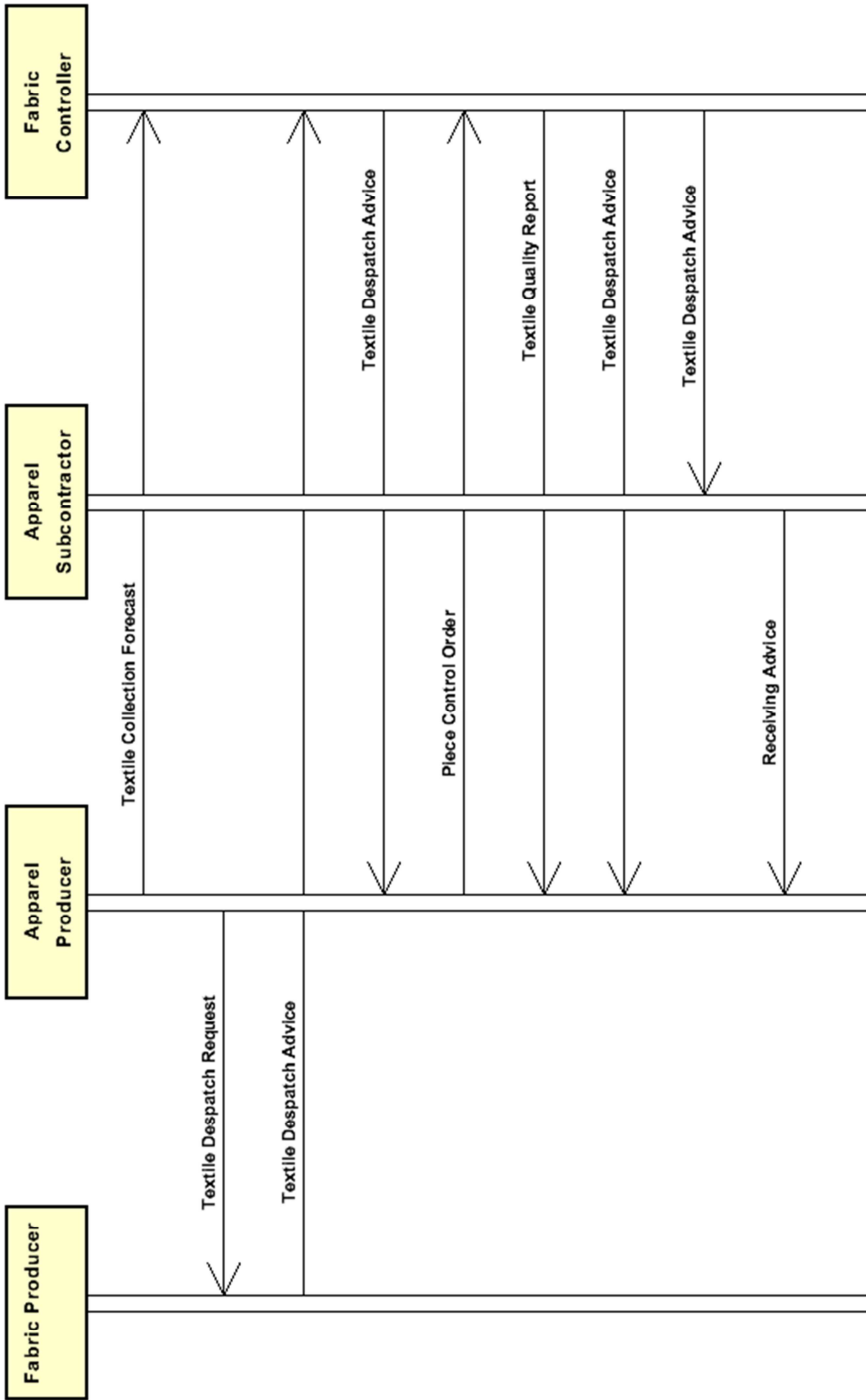 Fabric Producer
Apparel
Producer
Apparel
Subcontractor
Fabric
Controller
Textile Collection Forecast
Textile Despatch Request
Textile Despatch Advice
Textile Despatch Advice
Piece Control Order
Textile Quality Report
Textile Despatch Advice
Textile Despatch Advice
Receiving Advice